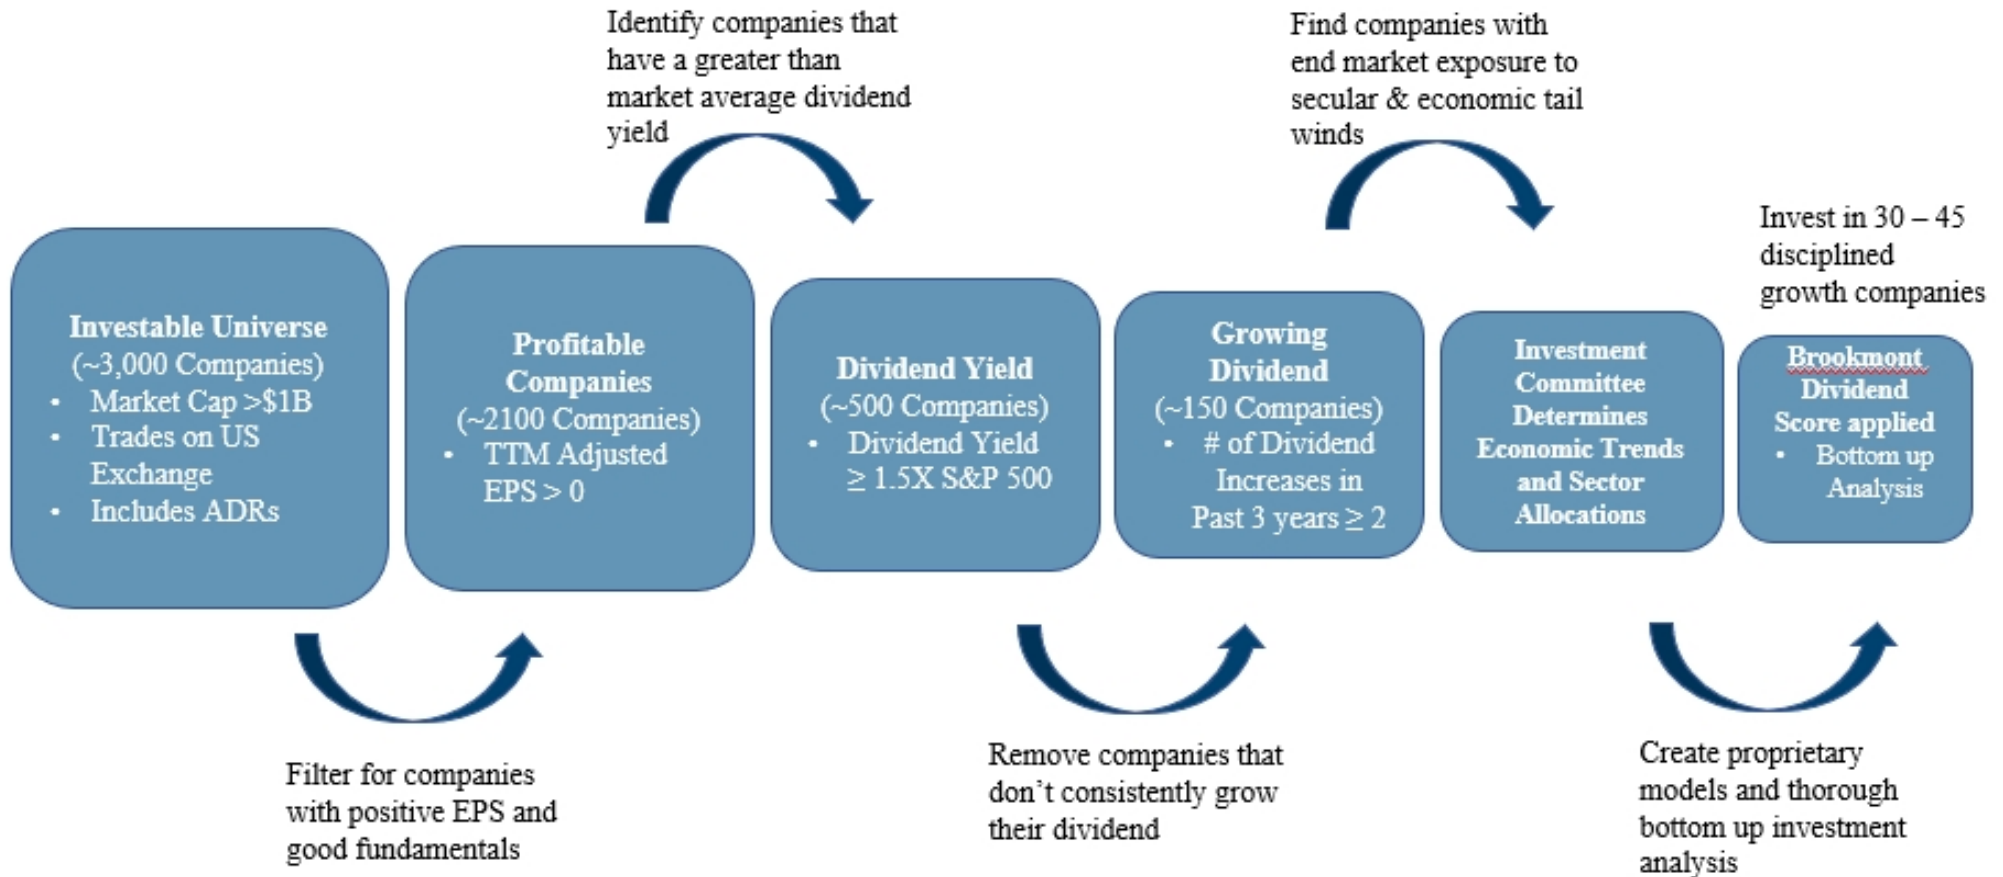 Identify companies that
have a greater than
market average dividend
yield
Find companies with
end market exposure to
secular & economic tail
winds
Invest in 30 – 45
disciplined
growth companies
Investable Universe
(~3,000 Companies)
• Market Cap >$1B
• Trades on US
Exchange
• Includes ADRs
Profitable
Companies
(~2100 Companies)
• TTM Adjusted
EPS > 0
Dividend Yield
(~500 Companies)
• Dividend Yield
≥ 1.5X S&P 500
Growing
Dividend
(~150 Companies)
• # of Dividend
Increases in
Past 3 years ≥ 2
Investment
Committee
Determines
Economic Trends
and Sector
Allocations
Brookmont
Dividend
Score applied
• Bottom up
Analysis
Filter for companies
with positive EPS and
good fundamentals
Remove companies that
don’t consistently grow
their dividend
Create proprietary
models and thorough
bottom up investment
analysis